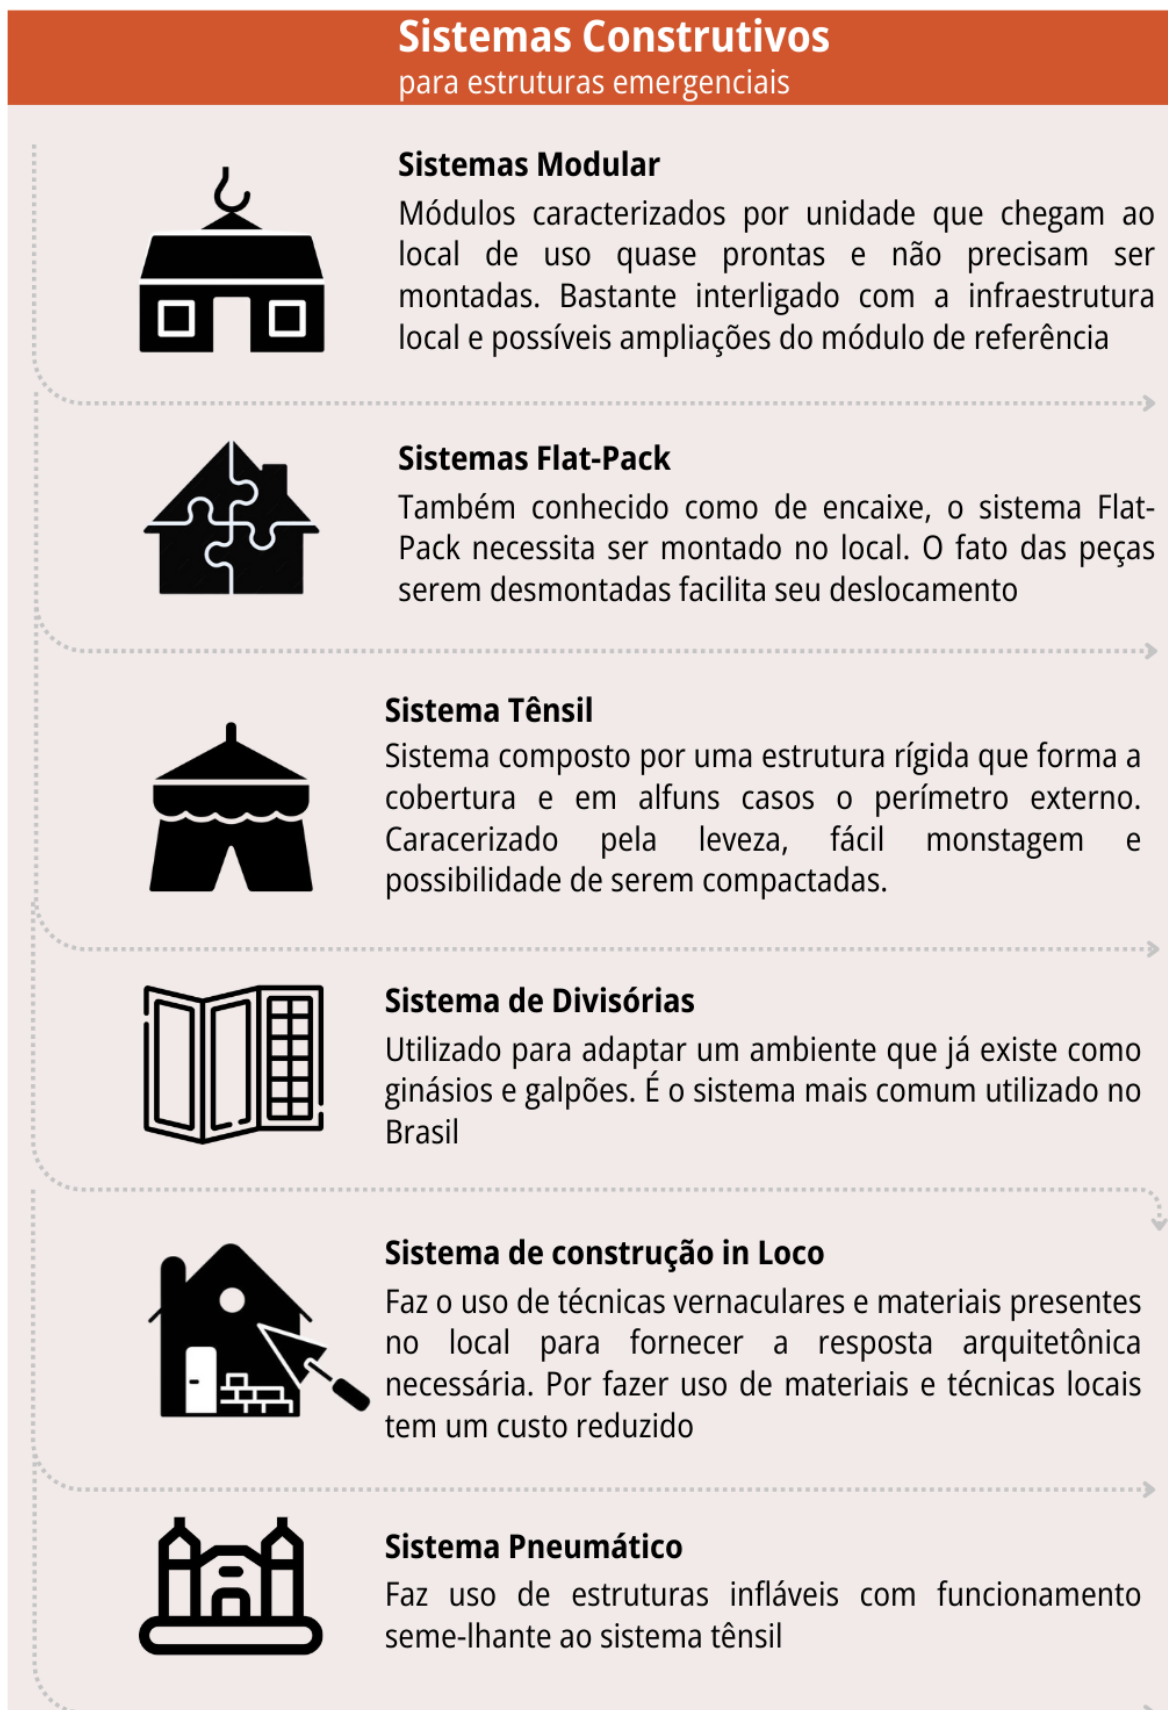 Sistemas Construtivos
para estruturas emergenciais
Sistemas Modular
Módulos caracterizados por unidade que chegam ao
local de uso quase prontas e não precisam ser
montadas. Bastante interligado com a infraestrutura
local e possíveis ampliações do módulo de referência
Sistemas Flat-Pack
Também conhecido como de encaixe, o sistema Flat-
Pack necessita ser montado no local. O fato das peças
serem desmontadas facilita seu deslocamento
Sistema Tênsil
Sistema composto por uma estrutura rígida que forma a
cobertura e em alfuns casos o perímetro externo.
Caracerizado pela leveza, fácil monstagem e
possibilidade de serem compactadas.
Sistema de Divisórias
Utilizado para adaptar um ambiente que já existe como
ginásios e galpões. É o sistema mais comum utilizado no
Brasil
Sistema de construção in Loco
Faz o uso de técnicas vernaculares e materiais presentes
no local para fornecer a resposta arquitetônica
necessária. Por fazer uso de materiais e técnicas locais
tem um custo reduzido
Sistema Pneumático
Faz uso de estruturas infláveis com funcionamento
seme-lhante ao sistema tênsil